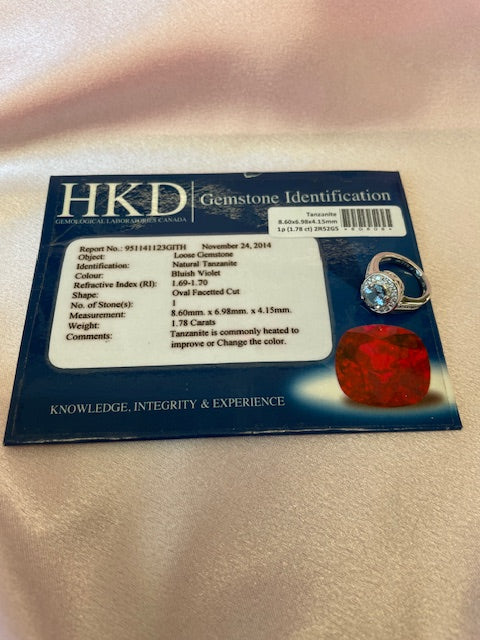 HKD
GEMOLOGICAL LABORATORIES CANADA
Gemstone Identification
Tanzanite
8.60x6.98x4.15mm
1p (1.78 ct) 2R52G5
Report No.: 951141123GITH November 24, 2014
Object: Loose Gemstone
Identification: Natural Tanzanite
Colour: Bluish Violet
Refractive Index (RI): 1.69-1.70
Shape: Oval Facetted Cut
No. of Stone(s): 1
Measurement: 8.60mm. x 6.98mm. x 4.15mm.
Weight: 1.78 Carats
Comments: Tanzanite is commonly heated to
improve or Change the color.
KNOWLEDGE, INTEGRITY & EXPERIENCE